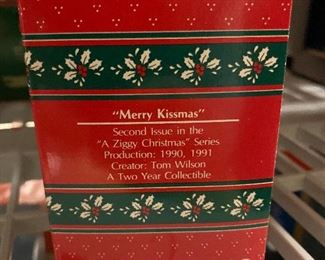 "Merry Kissmas"
Second Issue in the
"A Ziggy Christmas" Series
Production: 1990, 1991
Creator: Tom Wilson
A Two Year Collectible